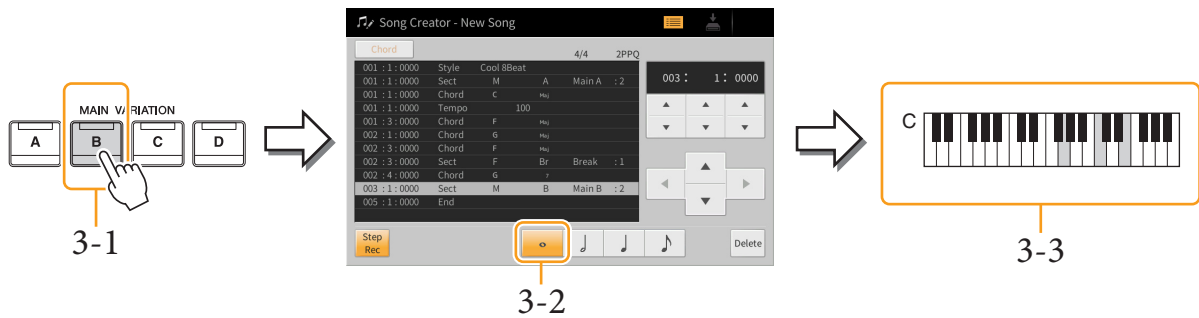 MAIN VARIATION
A B C D
3-1
Song Creator - New Song
Chord 4/4 2PPQ
001 : 1 : 0000 Style Cool 8Beat
001 : 1 : 0000 Sect M A Main A : 2
001 : 1 : 0000 Chord C Maj
001 : 1 : 0000 Tempo 100
001 : 3 : 0000 Chord F Maj
002 : 1 : 0000 Chord G Maj
002 : 3 : 0000 Chord F Maj
002 : 3 : 0000 Sect F Br Break : 1
002 : 4 : 0000 Chord G 7
003 : 1 : 0000 Sect M B Main B : 2
005 : 1 : 0000 End
003 : 1 : 0000
Step
Rec
Delete
3-2
C
3-3